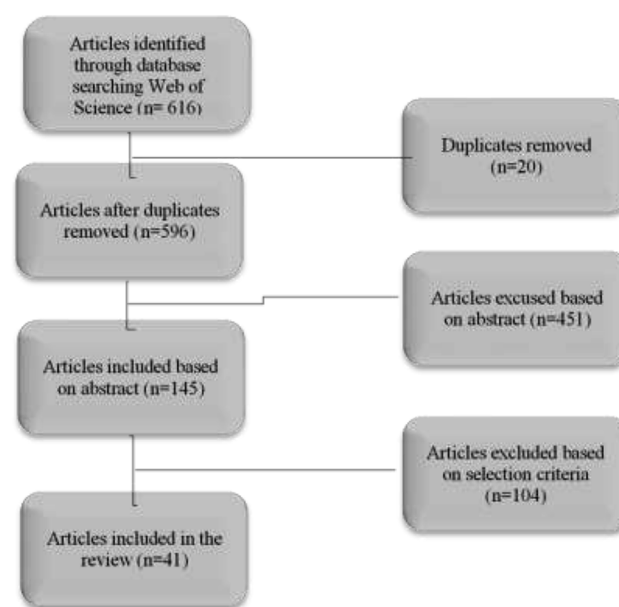 Articles identified
through database
searching Web of
Science (n= 616)
Duplicates removed
(n=20)
Articles after duplicates
removed (n=596)
Articles excused based
on abstract (n=451)
Articles included based
on abstract (n=145)
Articles excluded based
on selection criteria
(n=104)
Articles included in the
review (n=41)